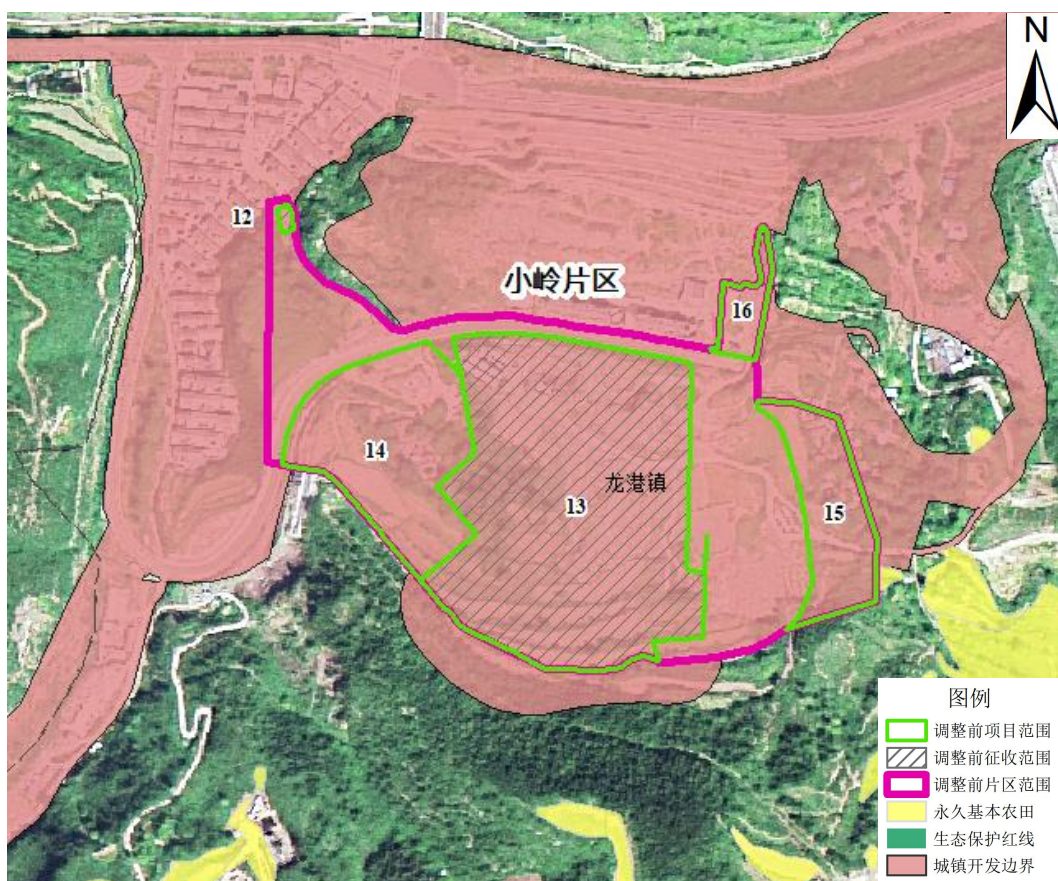 N
12
小岭片区
16
14
龙港镇
13
15
图例
调整前项目范围
调整前征收范围
调整前片区范围
永久基本农田
生态保护红线
城镇开发边界